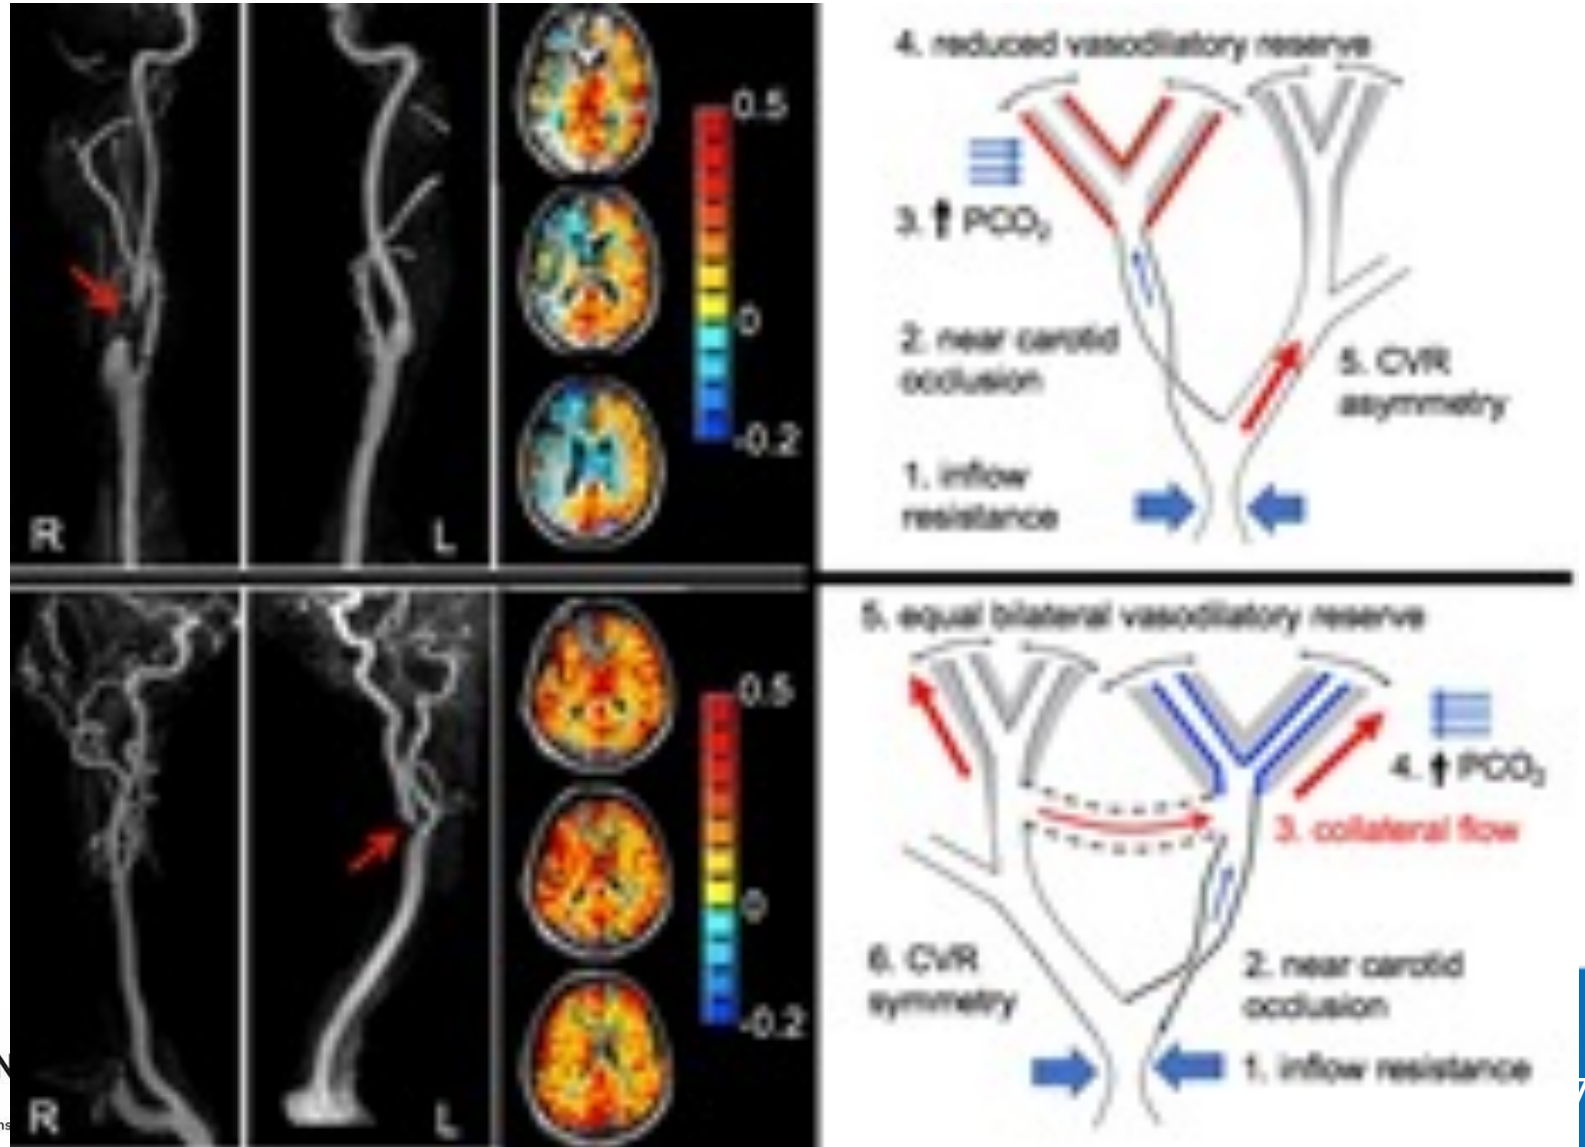 R
L
0.5
0
-0.2
4. reduced vasodilatory reserve
3. ⬆ PCO₂
2. near carotid
occlusion
5. CVR
asymmetry
1. inflow
resistance
R
L
0.5
0
-0.2
5. equal bilateral vasodilatory reserve
4. ⬆ PCO₂
3. collateral flow
6. CVR
symmetry
2. near carotid
occlusion
1. inflow resistance
N
ns
7